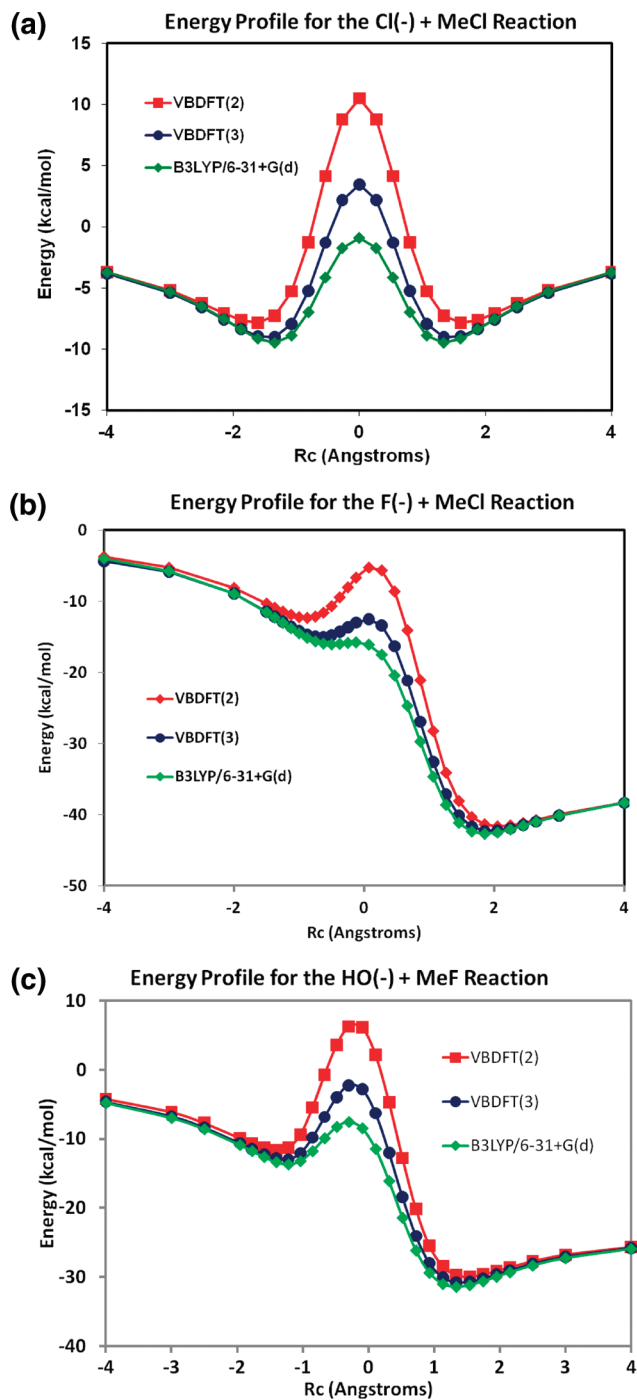 (a)
Energy Profile for the Cl(-) + MeCl Reaction
15
10
5
0
-5
-10
-15
Energy (kcal/mol)
VBDFT(2)
VBDFT(3)
B3LYP/6-31+G(d)
-4 -2 0 2 4
Rc (Angstroms)
(b)
Energy Profile for the F(-) + MeCl Reaction
0
-10
-20
-30
-40
-50
Energy (kcal/mol)
VBDFT(2)
VBDFT(3)
B3LYP/6-31+G(d)
-4 -2 0 2 4
Rc (Angstroms)
(c)
Energy Profile for the HO(-) + MeF Reaction
10
0
-10
-20
-30
-40
Energy (kcal/mol)
VBDFT(2)
VBDFT(3)
B3LYP/6-31+G(d)
-4 -3 -2 -1 -0 1 2 3 4
Rc (Angstroms)